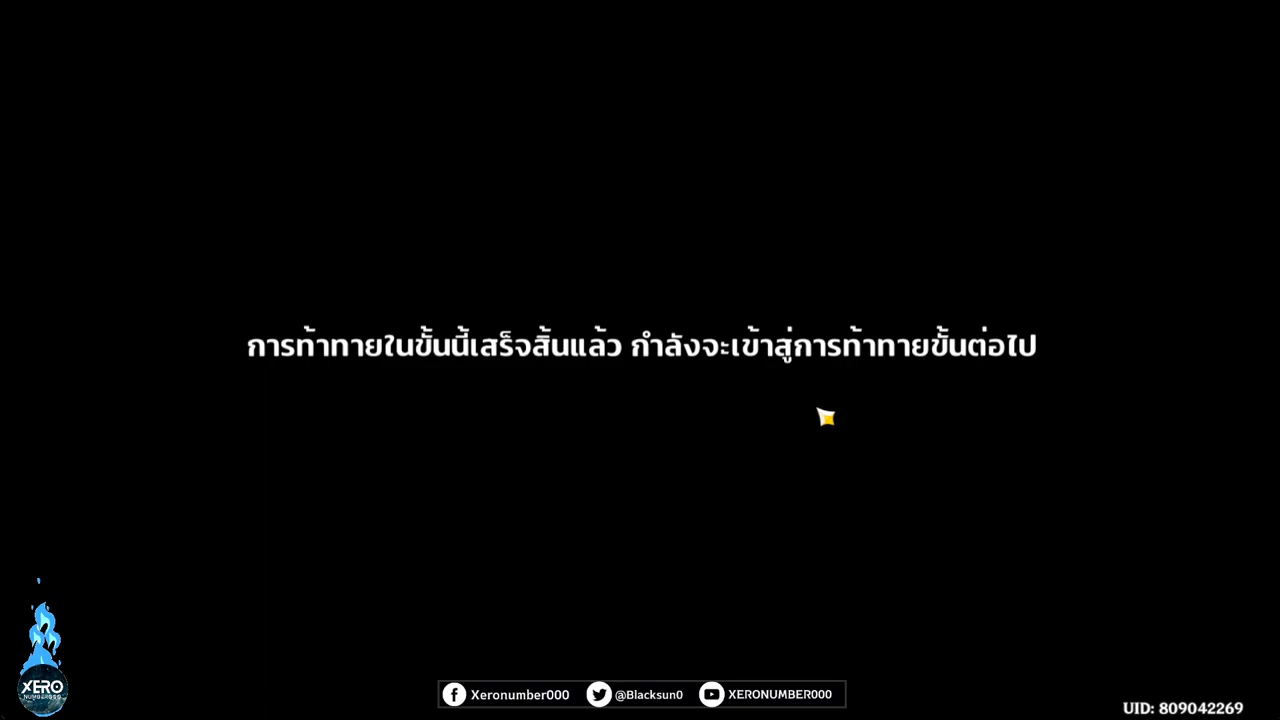 การท้าทายในขั้นนี้เสร็จสิ้นแล้ว กำลังจะเข้าสู่การท้าทายขั้นต่อไป
XERO
NUMBER000
Xeronumber000 @Blacksun0 XERONUMBER000
UID: 809042269